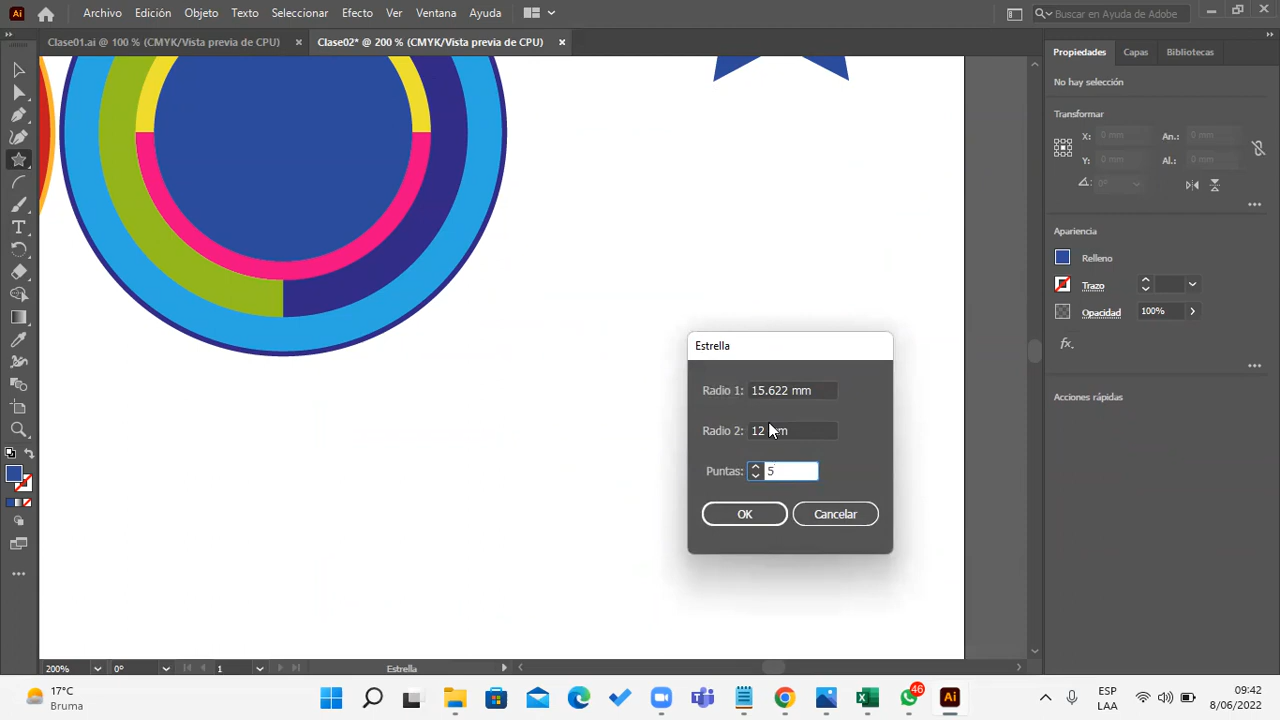 Ai Archivo Edición Objeto Texto Seleccionar Efecto Ver Ventana Ayuda Buscar en Ayuda de Adobe
Clase01.ai @ 100 % (CMYK/Vista previa de CPU) × Clase02* @ 200 % (CMYK/Vista previa de CPU) ×
Propiedades Capas Bibliotecas
No hay selección
Transformar
X: 0 mm An.: 0 mm
Y: 0 mm Al.: 0 mm
0°
Apariencia
Relleno
Trazo
Opacidad 100%
fx.
Acciones rápidas
Estrella
Radio 1: 15.622 mm
Radio 2: 12
Puntas: 5
OK Cancelar
200% 0° 1 Estrella
17°C
Bruma
46
Ai
ESP
LAA
09:42
8/06/2022